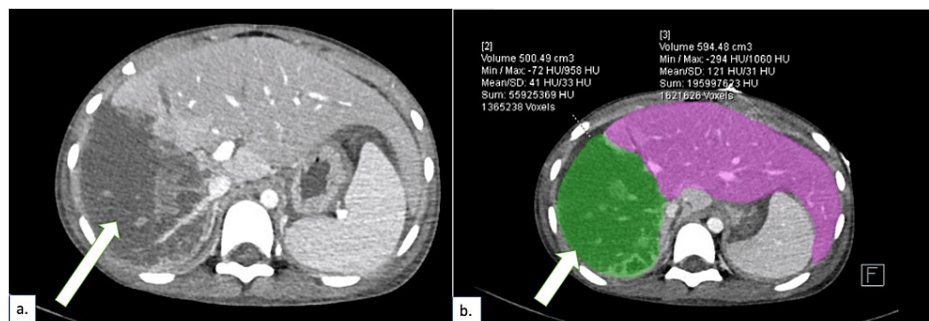 [2]
Volume 500.49 cm3
Min / Max: -72 HU/958 HU
Mean/SD: 41 HU/33 HU
Sum: 55925369 HU
1365238 Voxels
[3]
Volume 594.48 cm3
Min / Max: -294 HU/1060 HU
Mean/SD: 121 HU/31 HU
Sum: 195997623 HU
1621626 Voxels
F
a.
b.